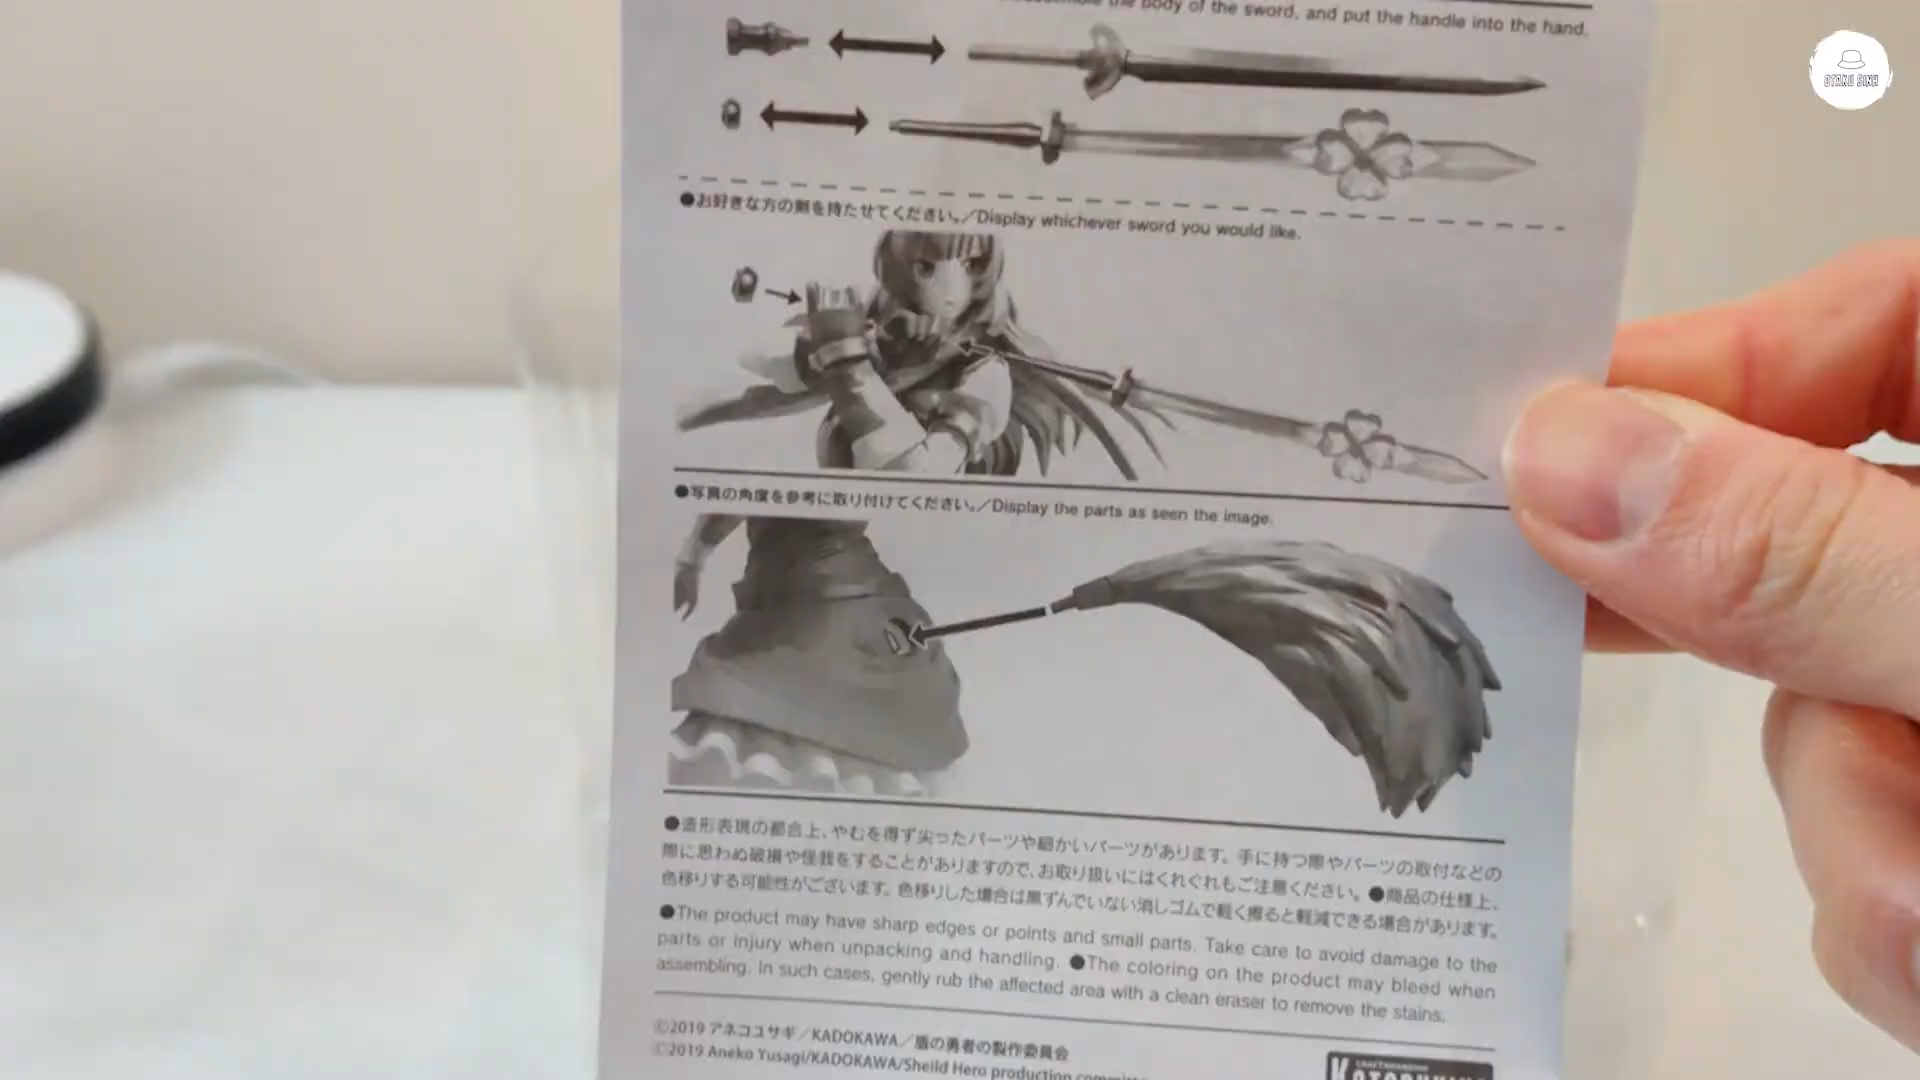 the body of the sword, and put the handle into the hand.
●お好きな方の剣を持たせてください。／Display whichever sword you would like.
●写真の角度を参考に取り付けてください。／Display the parts as seen the image.
●造形表現の都合上、やむを得ず尖ったパーツや細かいパーツがあります。手に持つ際やパーツの取付などの
際に思わぬ破損や怪我をすることがありますので、お取り扱いにはくれぐれもご注意ください。●商品の仕様上、
色移りする可能性がございます。色移りした場合は黒ずんでいない消しゴムで軽く擦ると軽減できる場合があります。
●The product may have sharp edges or points and small parts. Take care to avoid damage to the
parts or injury when unpacking and handling. ●The coloring on the product may bleed when
assembling. In such cases, gently rub the affected area with a clean eraser to remove the stains.
©2019 アネコユサギ／KADOKAWA／盾の勇者の製作委員会
©2019 Aneko Yusagi/KADOKAWA/Sheild Hero production
OTAKU SINH